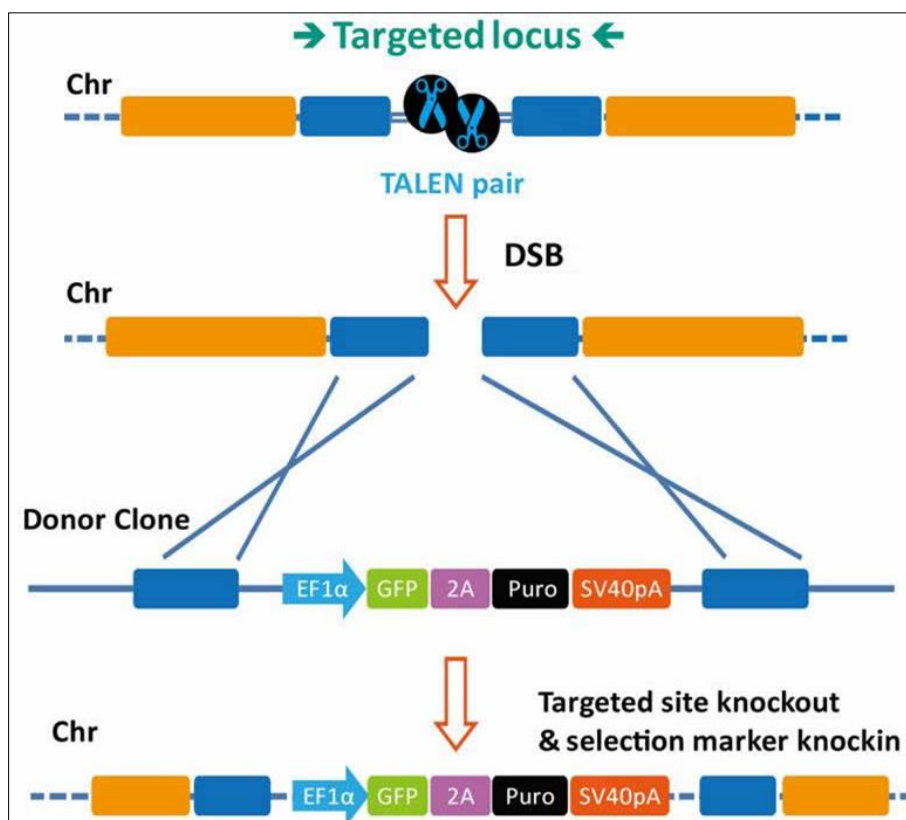 → Targeted locus ←
Chr
TALEN pair
DSB
Chr
Donor Clone
EF1α GFP 2A Puro SV40pA
Targeted site knockout
& selection marker knockin
Chr
EF1α GFP 2A Puro SV40pA